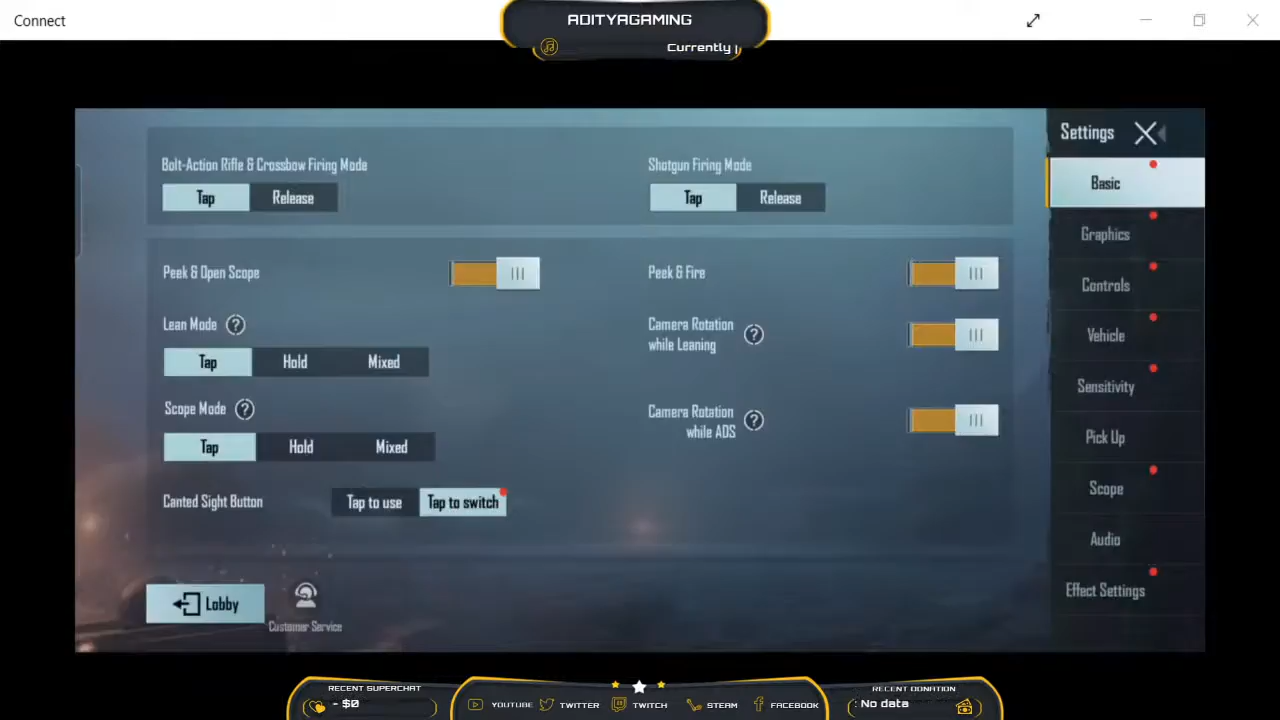 Connect
ADITYAGAMING
Currently
Bolt-Action Rifle & Crossbow Firing Mode
Tap Release
Shotgun Firing Mode
Tap Release
Peek & Open Scope
Peek & Fire
Lean Mode ?
Tap Hold Mixed
Camera Rotation
while Leaning ?
Scope Mode ?
Tap Hold Mixed
Camera Rotation
while ADS ?
Canted Sight Button Tap to use Tap to switch
Lobby
Customer Service
Settings
Basic
Graphics
Controls
Vehicle
Sensitivity
Pick Up
Scope
Audio
Effect Settings
RECENT SUPERCHAT
- $0
YOUTUBE TWITTER TWITCH STEAM FACEBOOK
RECENT DONATION
: No data